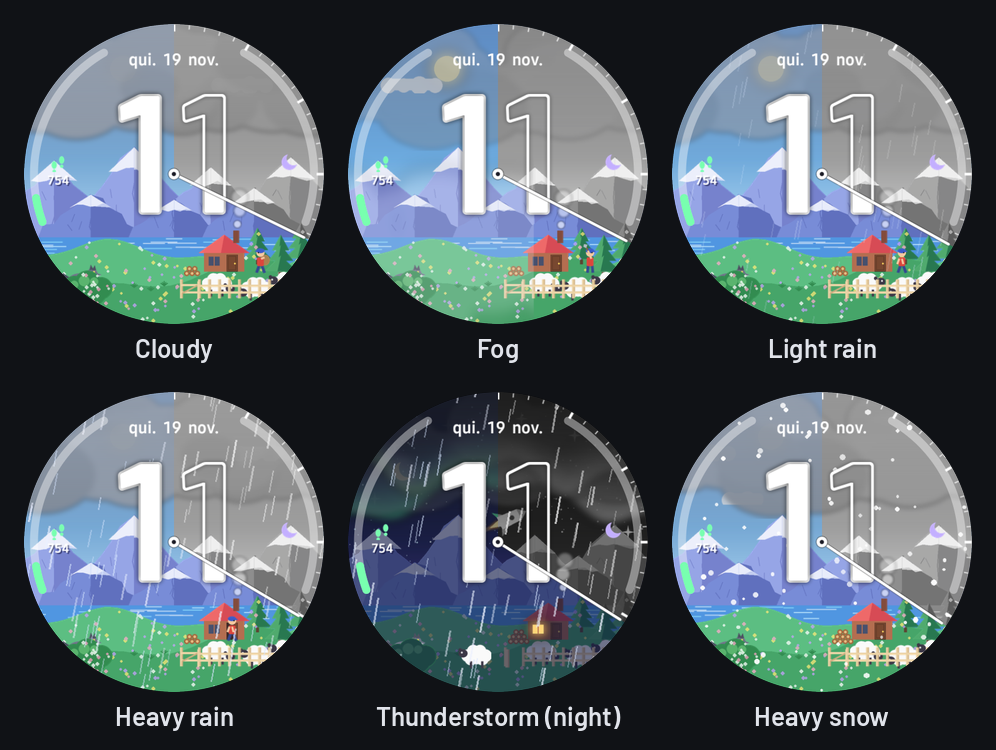 qui. 19 nov.
11
754
Cloudy
qui. 19 nov.
11
754
Fog
qui. 19 nov.
11
754
Light rain
qui. 19 nov.
11
754
Heavy rain
qui. 19 nov.
11
754
Thunderstorm (night)
qui. 19 nov.
11
754
Heavy snow